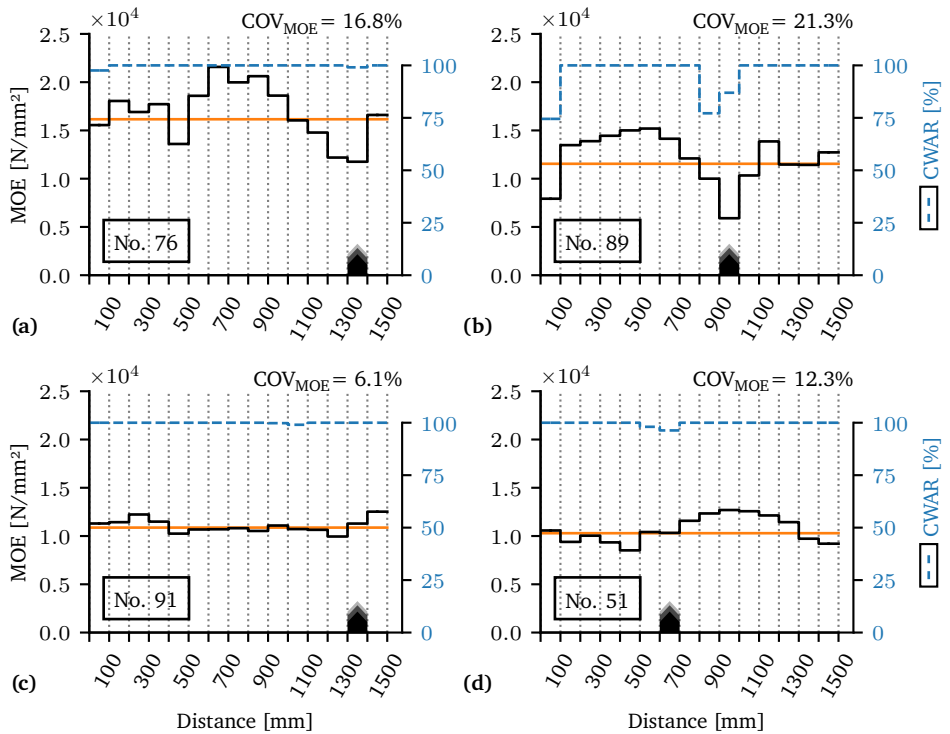 ×10⁴ COV_MOE = 16.8%
MOE [N/mm²]
2.5
2.0
1.5
1.0
0.5
0.0
100
75
50
25
0
No. 76
100 300 500 700 900 1100 1300 1500
(a)
×10⁴ COV_MOE = 21.3%
2.5
2.0
1.5
1.0
0.5
0.0
100
75
50
25
0
CWAR [%]
No. 89
100 300 500 700 900 1100 1300 1500
(b)
×10⁴ COV_MOE = 6.1%
MOE [N/mm²]
2.5
2.0
1.5
1.0
0.5
0.0
100
75
50
25
0
No. 91
100 300 500 700 900 1100 1300 1500
(c)
Distance [mm]
×10⁴ COV_MOE = 12.3%
2.5
2.0
1.5
1.0
0.5
0.0
100
75
50
25
0
CWAR [%]
No. 51
100 300 500 700 900 1100 1300 1500
(d)
Distance [mm]